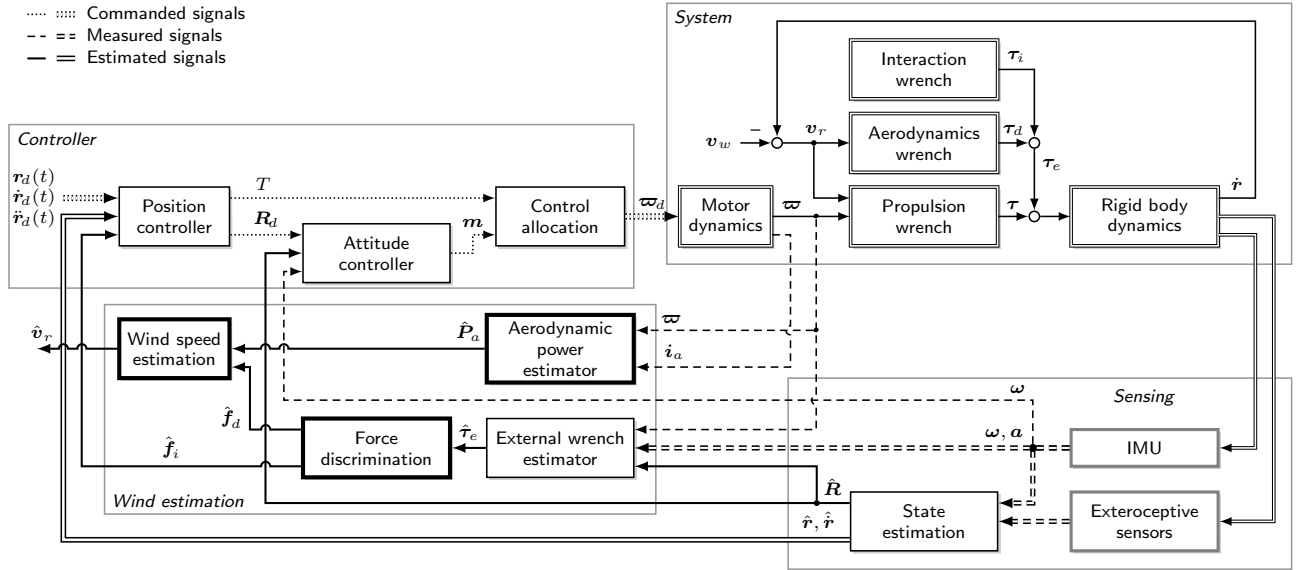 Commanded signals
Measured signals
Estimated signals
System
Interaction
wrench
τ_i
v_w
−
v_r
Aerodynamics
wrench
τ_d
τ_e
Controller
r_d(t)
ṙ_d(t)
r̈_d(t)
Position
controller
T
R_d
Attitude
controller
m
Control
allocation
ϖ_d
Motor
dynamics
ϖ
Propulsion
wrench
τ
Rigid body
dynamics
ṙ
v̂_r
Wind speed
estimation
P̂_a
Aerodynamic
power
estimator
ϖ
i_a
f̂_d
f̂_i
Force
discrimination
τ̂_e
External wrench
estimator
Wind estimation
Sensing
ω
ω, a
IMU
R̂
r̂, ṙ̂
State
estimation
Exteroceptive
sensors